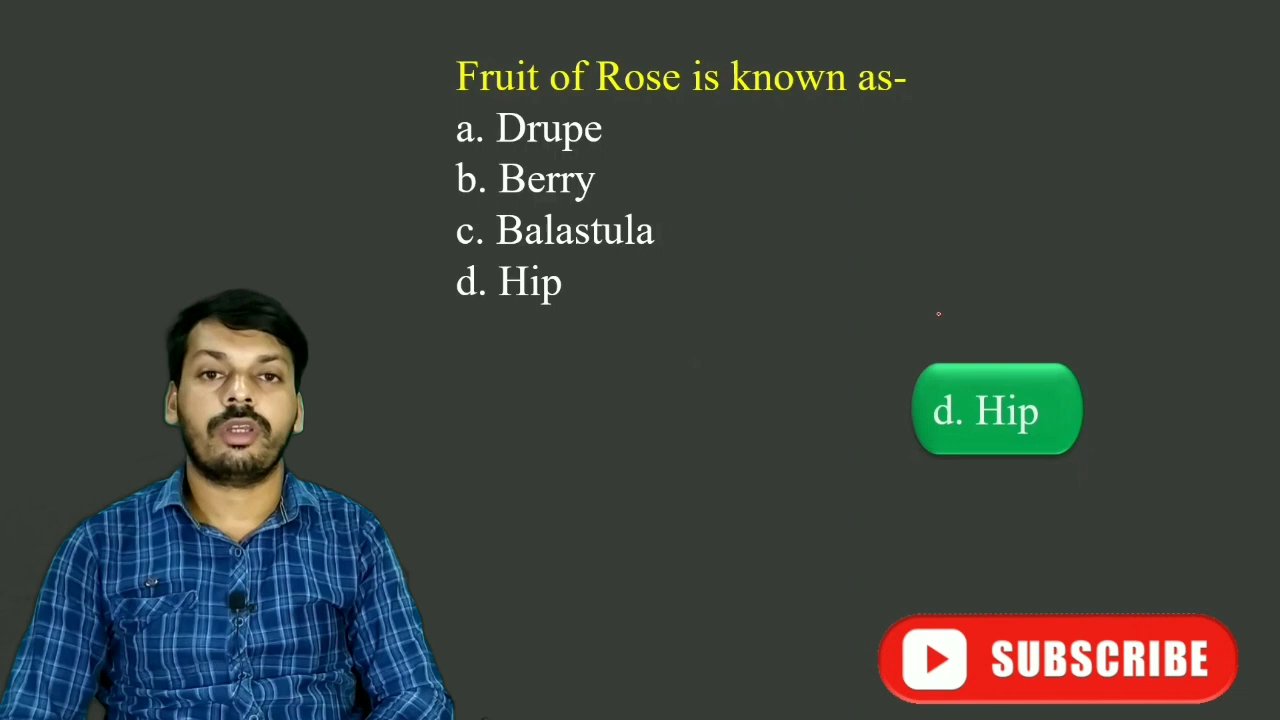 Fruit of Rose is known as-
a. Drupe
b. Berry
c. Balastula
d. Hip
d. Hip
SUBSCRIBE